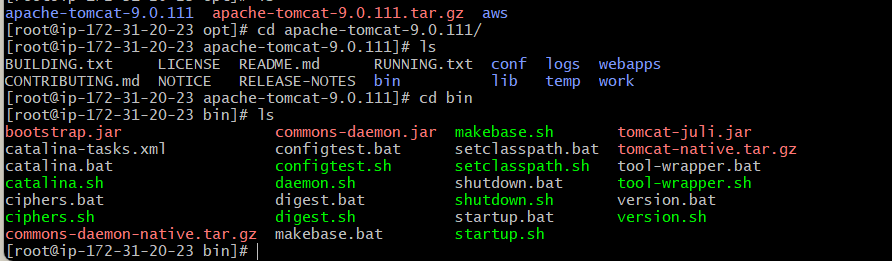 apache-tomcat-9.0.111  apache-tomcat-9.0.111.tar.gz  aws
[root@ip-172-31-20-23 opt]# cd apache-tomcat-9.0.111/
[root@ip-172-31-20-23 apache-tomcat-9.0.111]# ls
BUILDING.txt     LICENSE  README.md      RUNNING.txt  conf  logs  webapps
CONTRIBUTING.md  NOTICE   RELEASE-NOTES  bin          lib   temp  work
[root@ip-172-31-20-23 apache-tomcat-9.0.111]# cd bin
[root@ip-172-31-20-23 bin]# ls
bootstrap.jar                 commons-daemon.jar  makebase.sh       tomcat-juli.jar
catalina-tasks.xml            configtest.bat      setclasspath.bat  tomcat-native.tar.gz
catalina.bat                  configtest.sh       setclasspath.sh   tool-wrapper.bat
catalina.sh                   daemon.sh           shutdown.bat      tool-wrapper.sh
ciphers.bat                   digest.bat          shutdown.sh       version.bat
ciphers.sh                    digest.sh           startup.bat       version.sh
commons-daemon-native.tar.gz  makebase.bat        startup.sh
[root@ip-172-31-20-23 bin]#